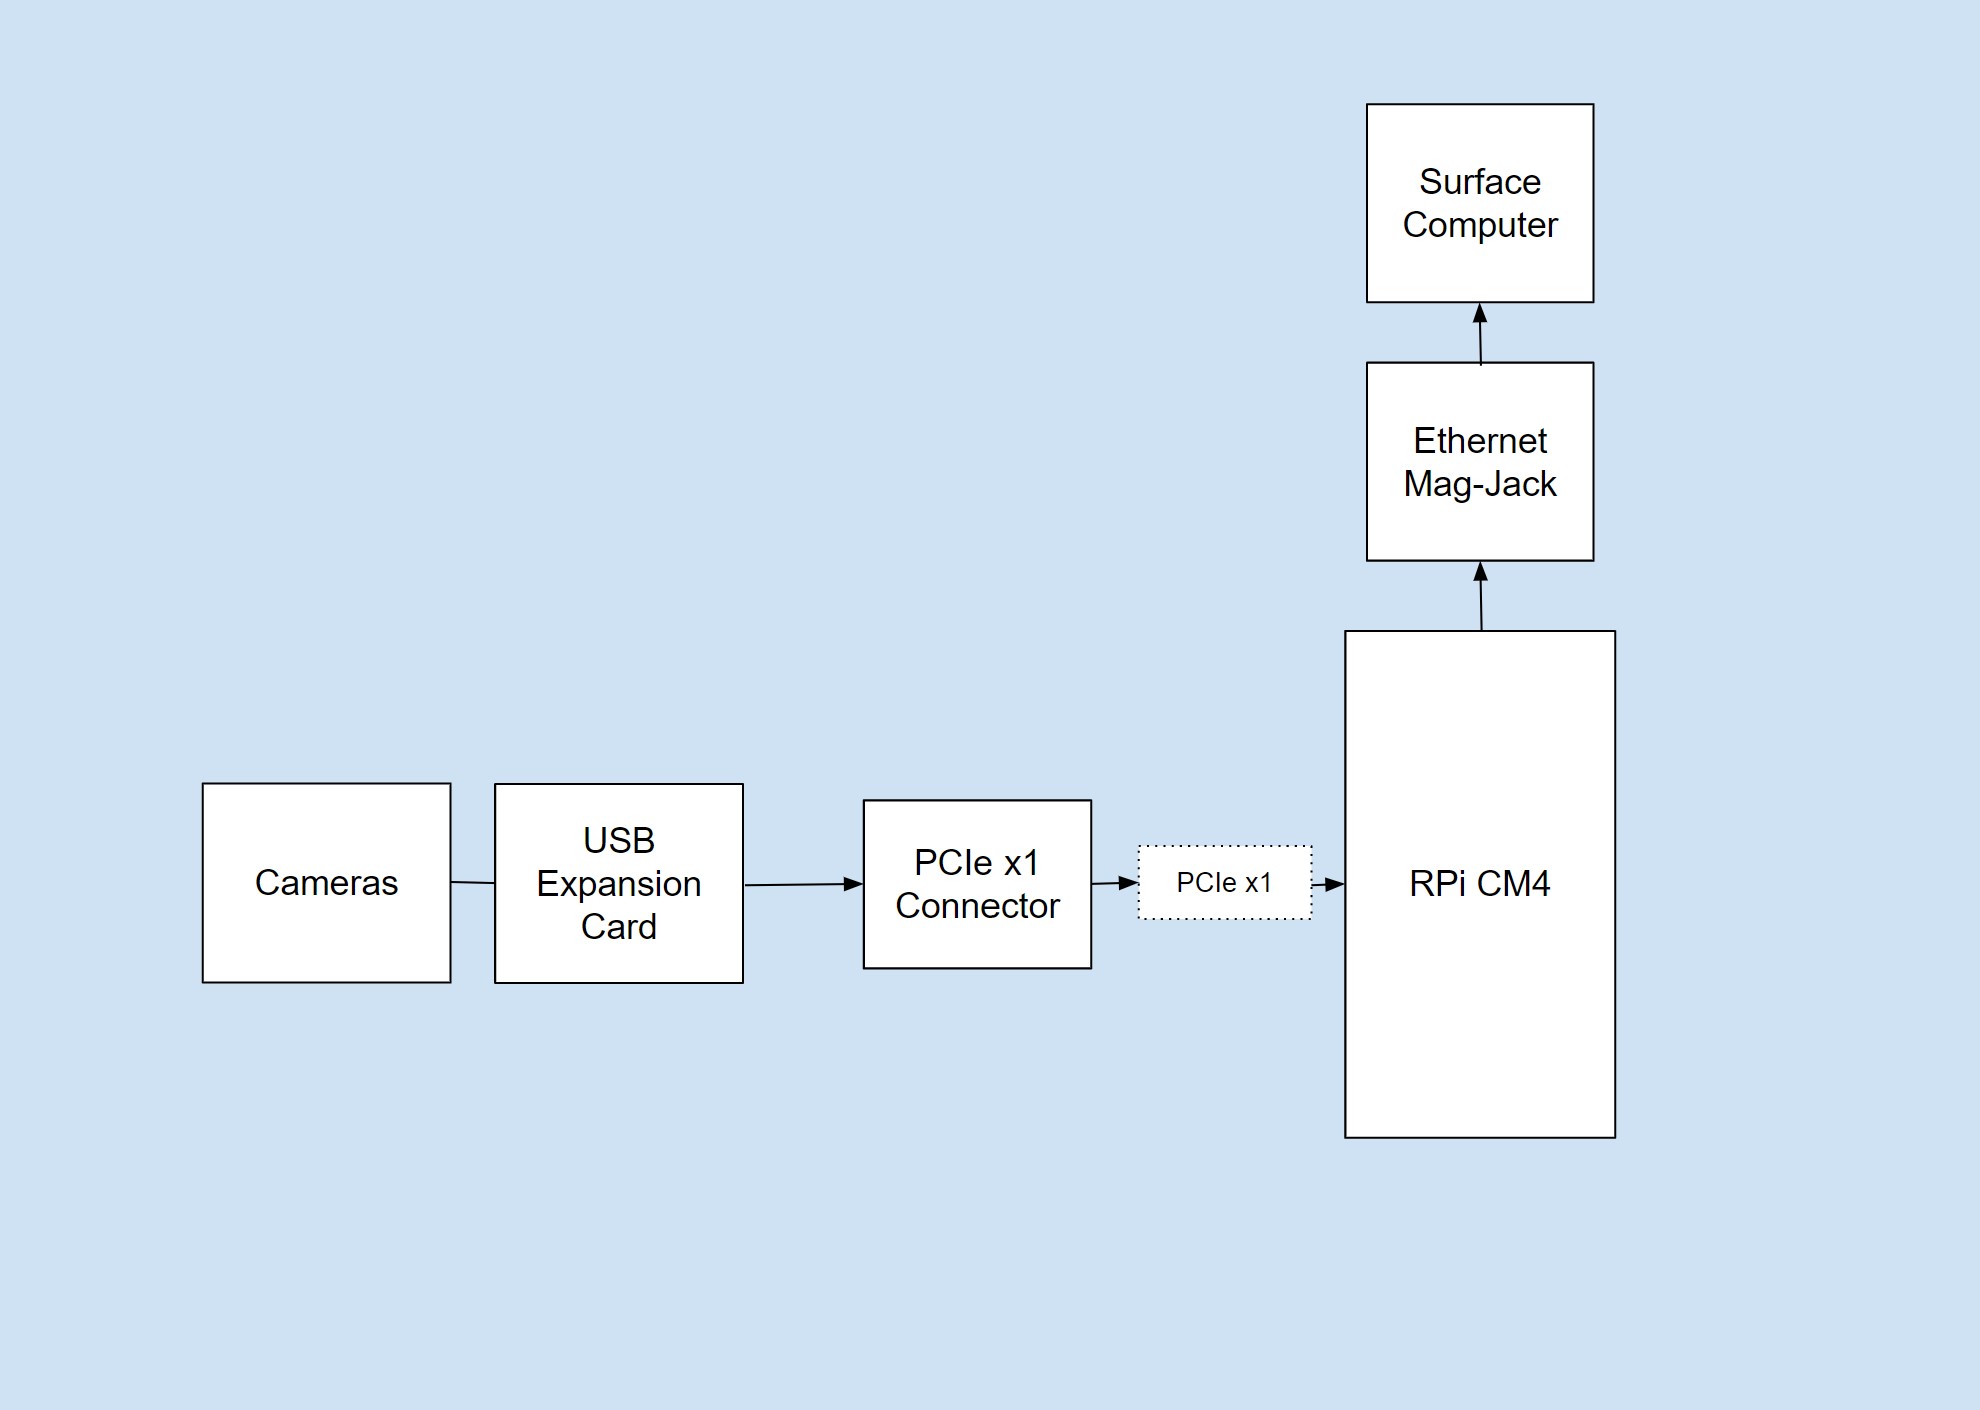 Surface
Computer
Ethernet
Mag-Jack
Cameras
USB
Expansion
Card
PCIe x1
Connector
PCIe x1
RPi CM4